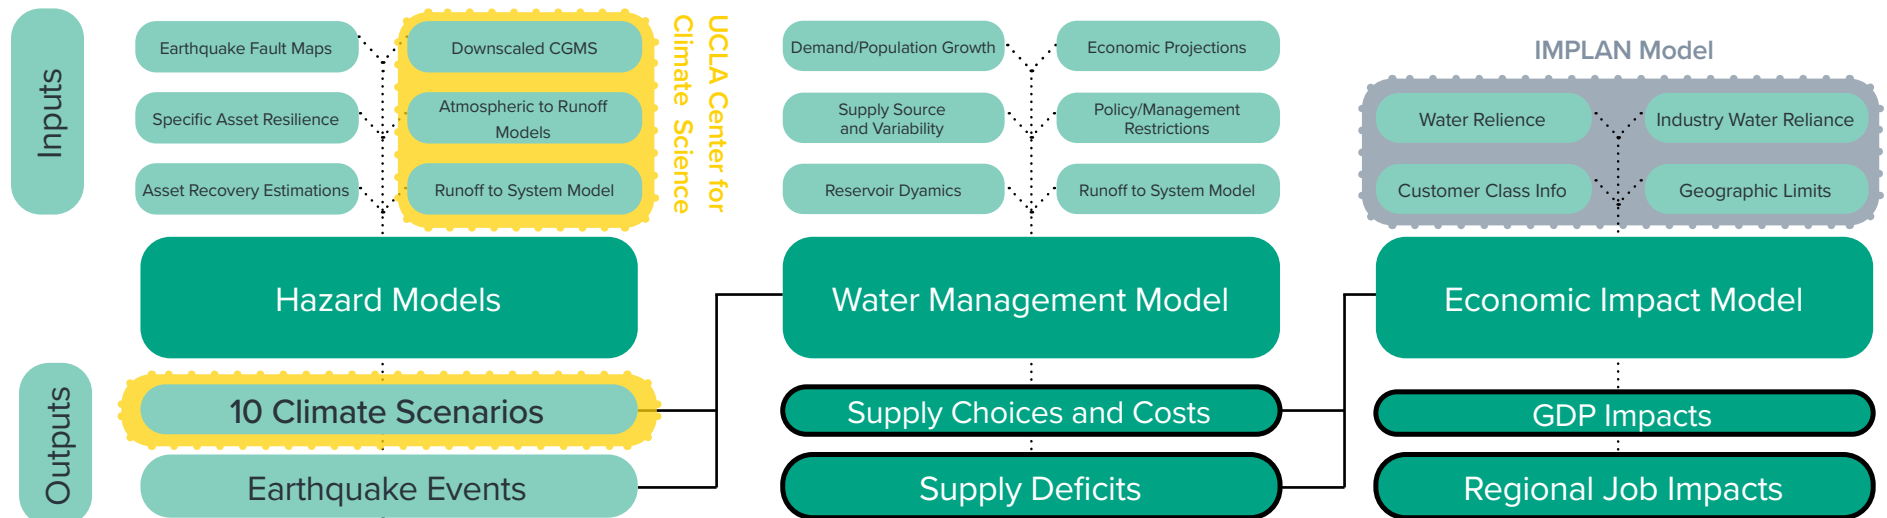 Inputs
Earthquake Fault Maps
Downscaled CGMS
Specific Asset Resilience
Atmospheric to Runoff
Models
Asset Recovery Estimations
Runoff to System Model
UCLA Center for
Climate Science
Demand/Population Growth
Economic Projections
Supply Source
and Variability
Policy/Management
Restrictions
Reservoir Dyamics
Runoff to System Model
IMPLAN Model
Water Relience
Industry Water Reliance
Customer Class Info
Geographic Limits
Hazard Models
Water Management Model
Economic Impact Model
Outputs
10 Climate Scenarios
Supply Choices and Costs
GDP Impacts
Earthquake Events
Supply Deficits
Regional Job Impacts